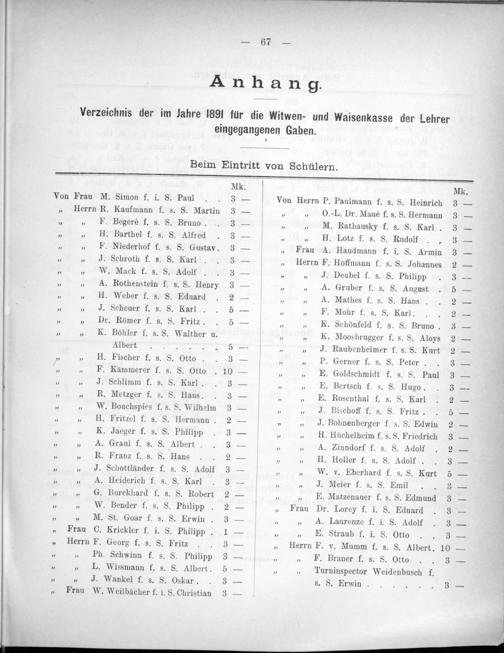 — 67 —
Anhang.
Verzeichnis der im Jahre 1891 für die Witwen- und Waisenkasse der Lehrer
eingegangenen Gaben.
Beim Eintritt von Schülern.
Mk.
Von Frau M. Simon f. i. S. Paul . . 3 —
„ Herrn R. Kaufmann f. s. S. Martin 3 —
„ „ F. Begeré f. s. S. Bruno . . 3 —
„ „ H. Barthel f. s. S. Alfred . 3 —
„ „ F. Niederhof f. s. S. Gustav. . 3 —
„ „ J. Schroth f. s. S. Karl . . 3 —
„ „ W. Mack f. s. S. Adolf . . 3 —
„ „ A. Rothenstein f. s. S. Henry 3 —
„ „ H. Weber f. s. S. Eduard . 2 —
„ „ J. Scheuer f. s. S. Karl . . 5 —
„ „ Dr. Römer f. s. S. Fritz . . 5 —
„ „ K. Böhler f. s. S. Walther u.
Albert . . . . . . 5 —
„ „ H. Fischer f. s. S. Otto . . 3 —
„ „ F. Kämmerer f. s. S. Otto . 10 —
„ „ J. Schlimm f. s. S. Karl . . 3 —
„ „ R. Metzger f. s. S. Hans . . 3 —
„ „ W. Bouchspies f. s. S. Wilhelm 3 —
„ „ H. Fritzel f. s. S. Hermann . 2 —
„ „ K. Jaeger f. s. S. Philipp . 3 —
„ „ A. Graul f. s. S. Albert . . 3 —
„ „ R. Franz f. s. S. Hans . . 2 —
„ „ J. Schottländer f. s. S. Adolf 3 —
„ „ A. Heiderich f. s. S. Karl . 3 —
„ „ G. Burckhard f. s. S. Robert 2 —
„ „ W. Bender f. s. S. Philipp . 2 —
„ „ M. St. Goar f. s. S. Erwin . 3 —
„ Frau C. Krickler f. i. S. Philipp . 1 —
„ Herrn F. Georg f. s. S. Fritz . . 3 —
„ „ Ph. Schwinn f. s. S. Philipp 3 —
„ „ L. Wissmann f. s. S. Albert. 5 —
„ „ J. Wankel f. s. S. Oskar . . 3 —
„ Frau W. Weilbächer f. i. S. Christian 3 —
Mk.
Von Herrn P. Paulmann f. s. S. Heinrich 3 —
„ „ O.-L. Dr. Maué f. s. S. Hermann 3 —
„ „ M. Rathausky f. s. S. Karl . 3 —
„ „ H. Lotz f. s. S. Rudolf . . 3 —
„ Frau A. Handmann f. i. S. Armin 3 —
„ Herrn F. Hoffmann f. s. S. Johannes 2 —
„ „ J. Deubel f. s. S. Philipp . 3 —
„ „ A. Gruber f. s. S. August . 5 —
„ „ A. Mathes f. s. S. Hans . . 2 —
„ „ F. Mohr f. s. S. Karl. . . 2 —
„ „ K. Schönfeld f. s. S. Bruno . 3 —
„ „ K. Moosbrugger f. s. S. Aloys 2 —
„ „ J. Raubenheimer f. s. S. Kurt 2 —
„ „ P. Gerner f. s. S. Peter . . 3 —
„ „ E. Goldschmidt f. s. S. Paul 3 —
„ „ E. Bertsch f. s. S. Hugo . . 3 —
„ „ E. Rosenthal f. s. S. Karl . 2 —
„ „ J. Bischoff f. s. S. Fritz . . 5 —
„ „ J. Bohnenberger f. s. S. Edwin 2 —
„ „ H. Hüchelheim f. s. S. Friedrich 3 —
„ „ A. Zinndorf f. s. S. Adolf . 2 —
„ „ H. Holler f. s. S. Adolf . . 3 —
„ „ W. v. Eberhard f. s. S. Kurt 5 —
„ „ J. Meier f. s. S. Emil . . 3 —
„ „ E. Matzenauer f. s. S. Edmund 3 —
„ Frau Dr. Lorey f. i. S. Eduard . 3 —
„ „ A. Laurenze f. i. S. Adolf . 3 —
„ „ E. Straub f. i. S. Otto . . 3 —
„ Herrn F. v. Mumm f. s. S. Albert. 10 —
„ „ F. Braner f. s. S. Otto . . 3 —
„ „ Turninspector Weidenbusch f.
s. S. Erwin . . . . . . 3 —